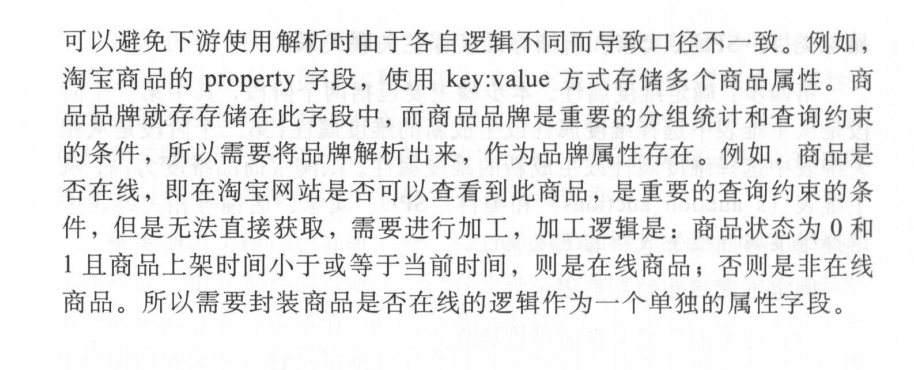 可以避免下游使用解析时由于各自逻辑不同而导致口径不一致。例如，
淘宝商品的 property 字段，使用 key:value 方式存储多个商品属性。商
品品牌就存存储在此字段中，而商品品牌是重要的分组统计和查询约束
的条件，所以需要将品牌解析出来，作为品牌属性存在。例如，商品是
否在线，即在淘宝网站是否可以查看到此商品，是重要的查询约束的条
件，但是无法直接获取，需要进行加工，加工逻辑是：商品状态为 0 和
1 且商品上架时间小于或等于当前时间，则是在线商品；否则是非在线
商品。所以需要封装商品是否在线的逻辑作为一个单独的属性字段。